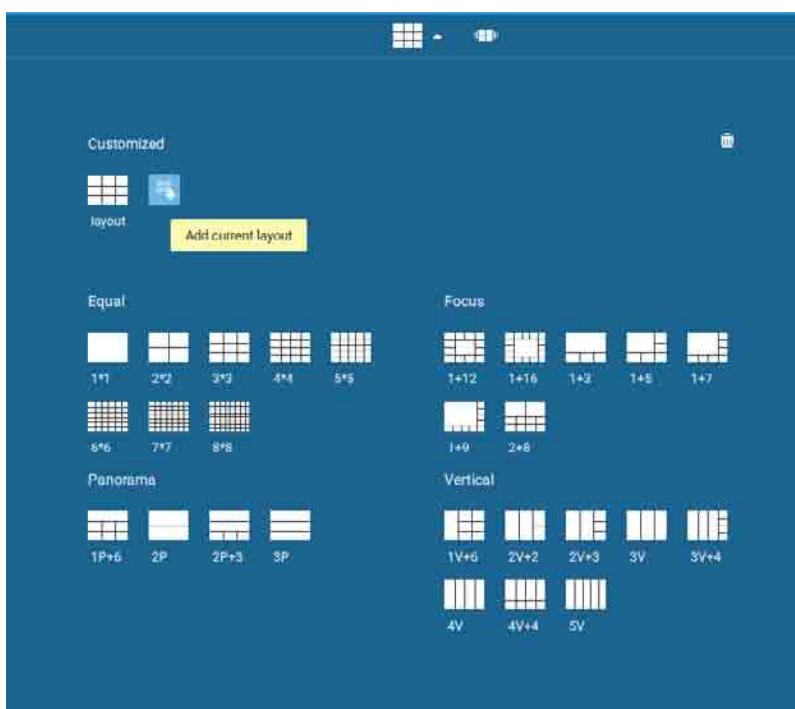 Customized
layout
Add current layout
Equal
1*1 2*2 3*3 4*4 5*5
6*6 7*7 8*8
Focus
1+12 1+16 1+3 1+5 1+7
1+9 2+8
Panorama
1P+6 2P 2P+3 3P
Vertical
1V+6 2V+2 2V+3 3V 3V+4
4V 4V+4 5V